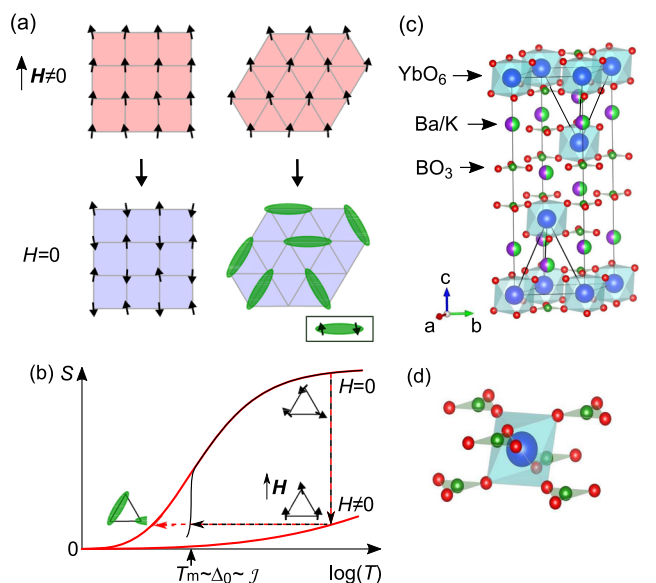 (a)
H≠0
H=0
(b)
S
H=0
H
H≠0
0
Tm~Δ0~ J
log(T)
(c)
YbO6
Ba/K
BO3
c
a
b
(d)